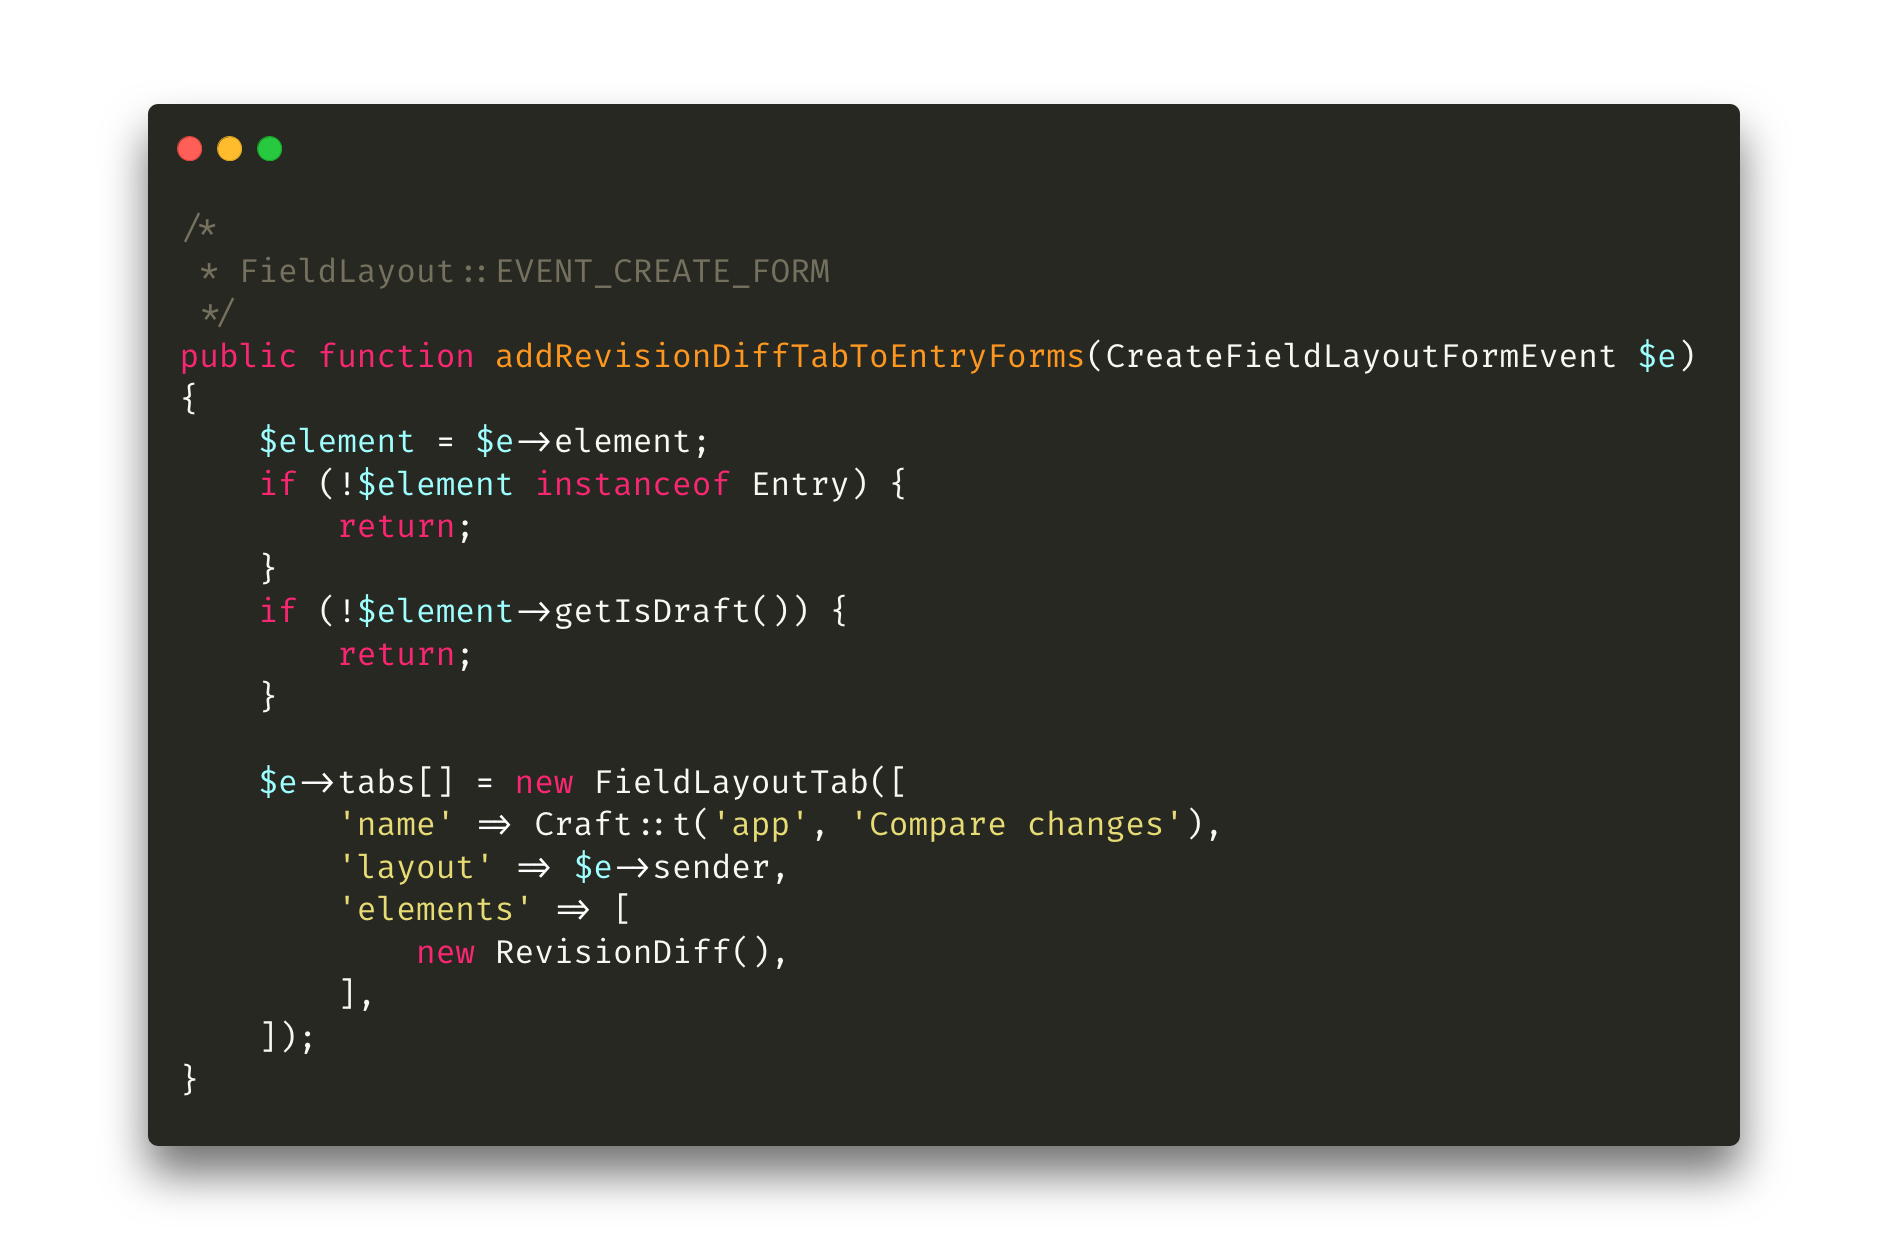 /*
 * FieldLayout::EVENT_CREATE_FORM
 */
public function addRevisionDiffTabToEntryForms(CreateFieldLayoutFormEvent $e)
{
    $element = $e->element;
    if (!$element instanceof Entry) {
        return;
    }
    if (!$element->getIsDraft()) {
        return;
    }

    $e->tabs[] = new FieldLayoutTab([
        'name' => Craft::t('app', 'Compare changes'),
        'layout' => $e->sender,
        'elements' => [
            new RevisionDiff(),
        ],
    ]);
}